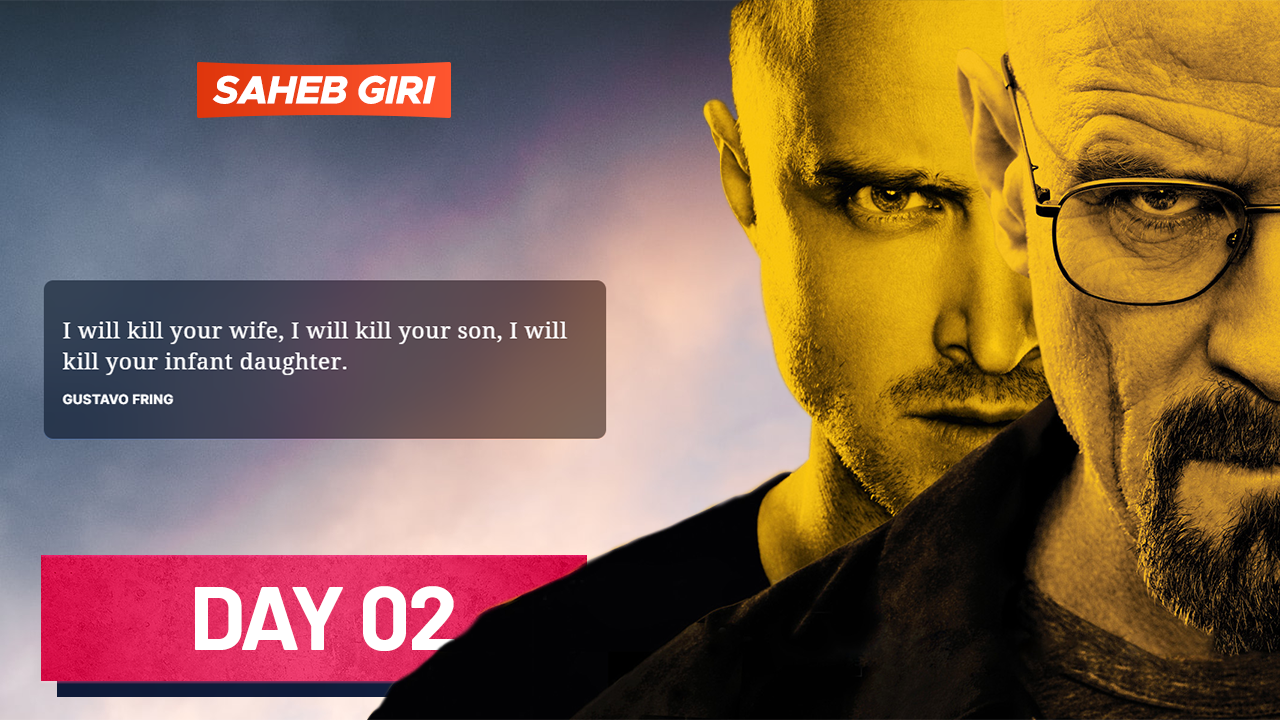 SAHEB GIRI
I will kill your wife, I will kill your son, I will
kill your infant daughter.
GUSTAVO FRING
DAY 02